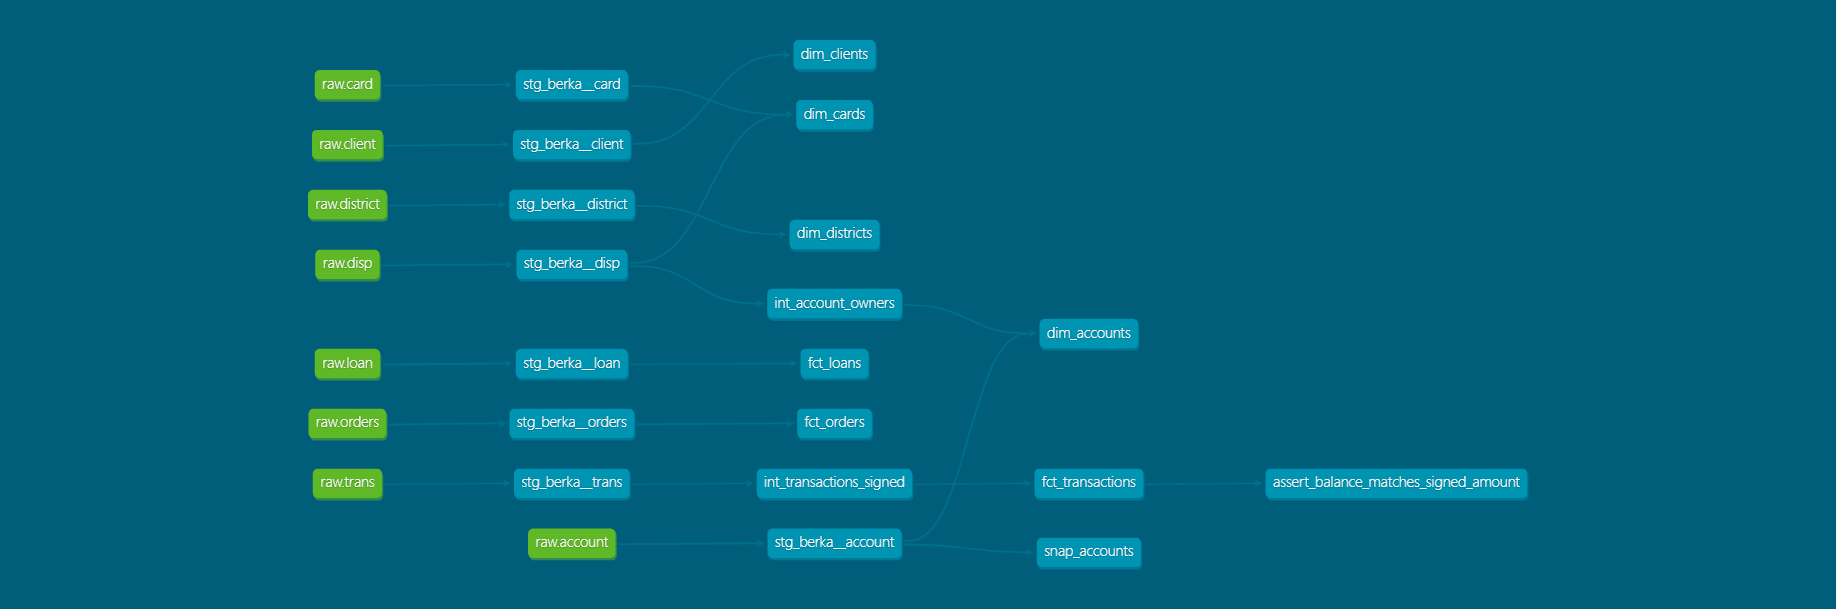 dim_clients
raw.card
stg_berka__card
dim_cards
raw.client
stg_berka__client
raw.district
stg_berka__district
dim_districts
raw.disp
stg_berka__disp
int_account_owners
dim_accounts
raw.loan
stg_berka__loan
fct_loans
raw.orders
stg_berka__orders
fct_orders
raw.trans
stg_berka__trans
int_transactions_signed
fct_transactions
assert_balance_matches_signed_amount
raw.account
stg_berka__account
snap_accounts